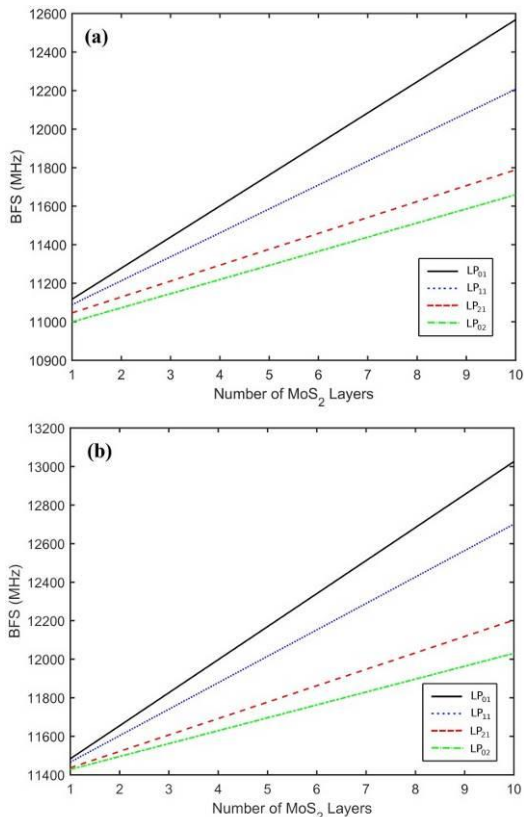 12600
(a)
12400
12200
12000
11800
11600
11400
11200
11000
10900
BFS (MHz)
LP01
LP11
LP21
LP02
1 2 3 4 5 6 7 8 9 10
Number of MoS2 Layers
13200
(b)
13000
12800
12600
12400
12200
12000
11800
11600
11400
BFS (MHz)
LP01
LP11
LP21
LP02
1 2 3 4 5 6 7 8 9 10
Number of MoS2 Layers